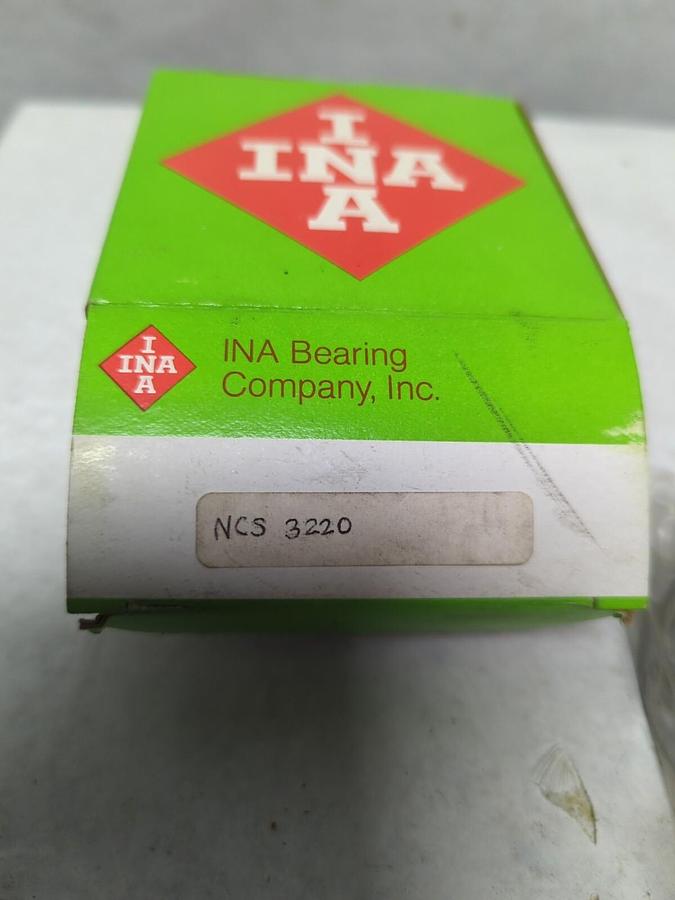 I
INA
A
I
INA
A
INA Bearing
Company, Inc.
NCS 3220